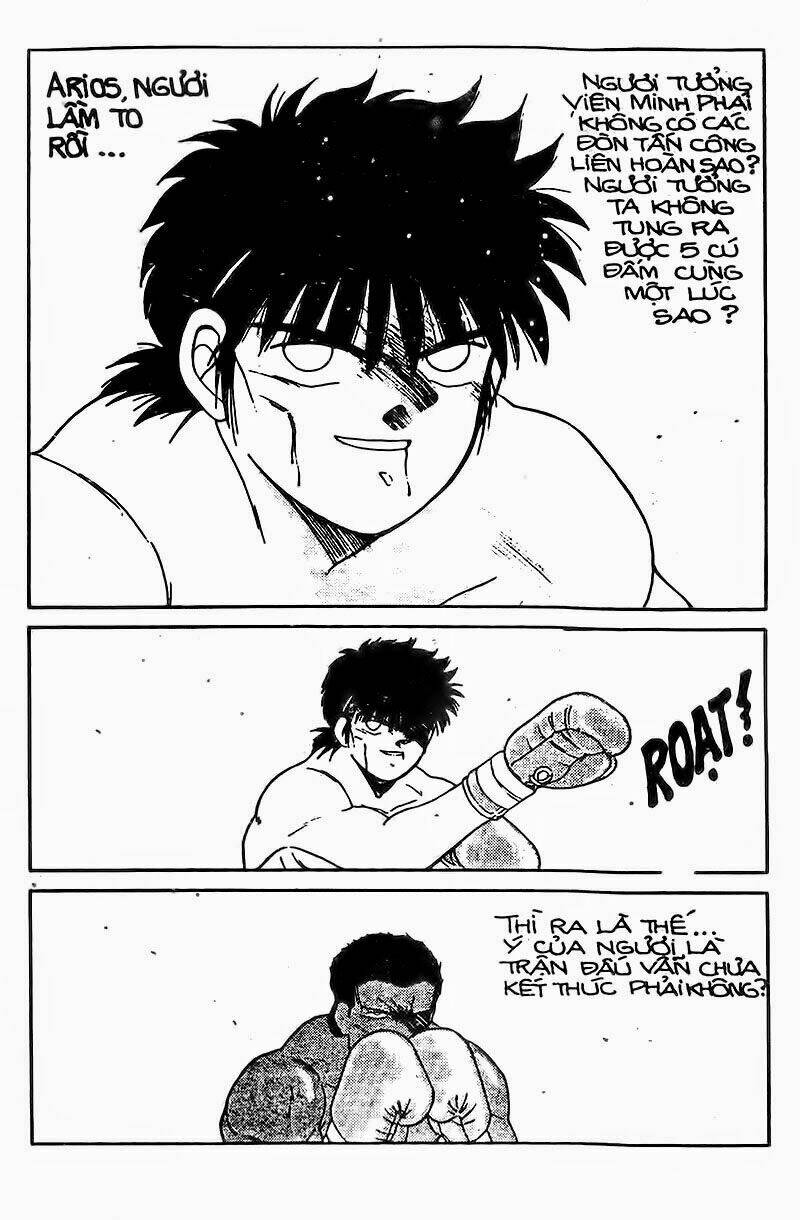 ARIOS, NGƯƠI
LẦM TO
RỒI ...
NGƯƠI TƯỞNG
VIÊN MINH PHÁI
KHÔNG CÓ CÁC
ĐÒN TẤN CÔNG
LIÊN HOÀN SAO?
NGƯƠI TƯỞNG
TA KHÔNG
TUNG RA
ĐƯỢC 5 CÚ
ĐẤM CÙNG
MỘT LÚC
SAO ?
ROẠT!
THÌ RA LÀ THẾ...
Ý CỦA NGƯƠI LÀ
TRẬN ĐẤU VẪN CHƯA
KẾT THÚC PHẢI KHÔNG?